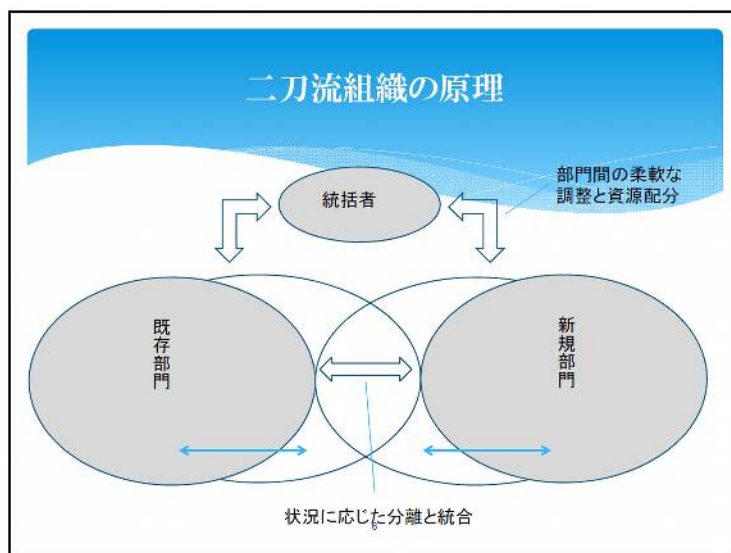 二刀流組織の原理
部門間の柔軟な
調整と資源配分
統括者
既存部門
新規部門
状況に応じた分離と統合
6